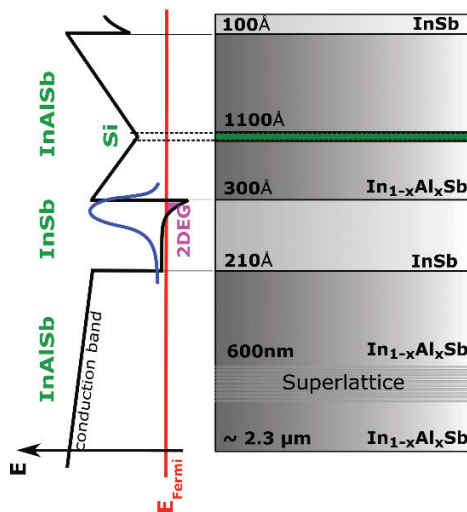 InAlSb
Si
InSb
2DEG
InAlSb
conduction band
E
E Fermi
100Å InSb
1100Å
300Å In1-xAlxSb
210Å InSb
600nm In1-xAlxSb
Superlattice
~ 2.3 μm In1-xAlxSb